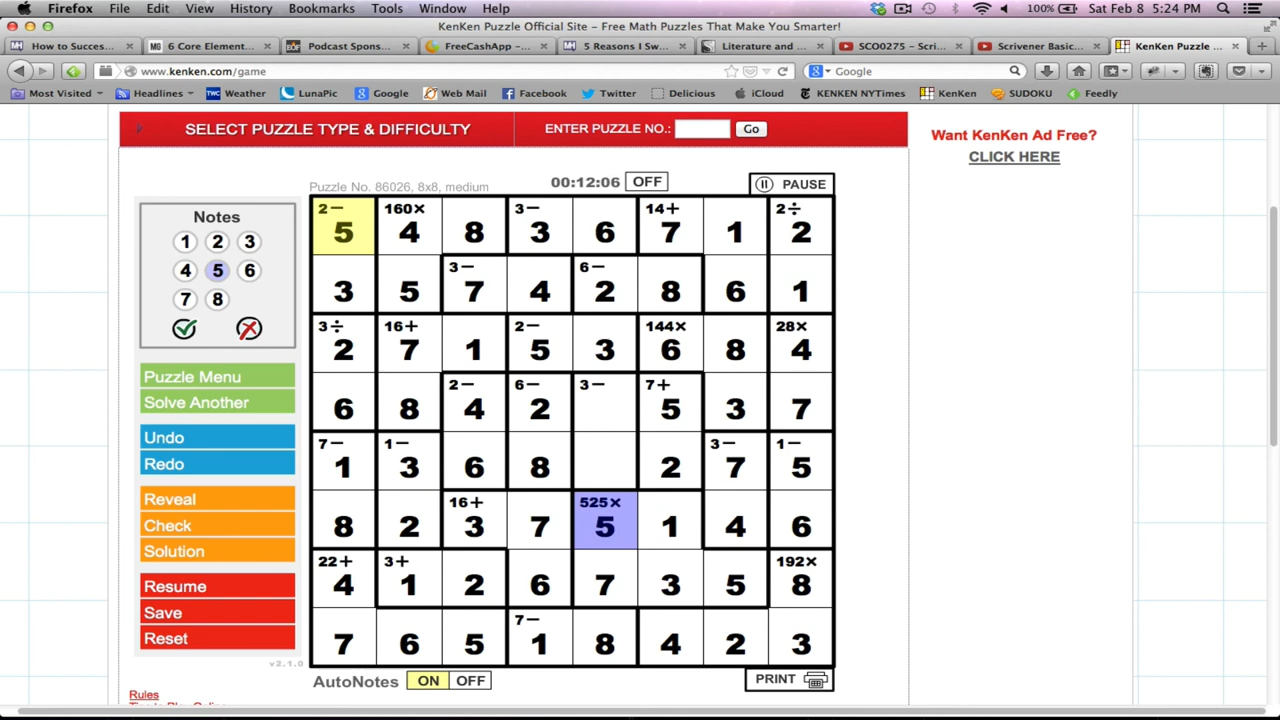 Firefox File Edit View History Bookmarks Tools Window Help 100% Sat Feb 8 5:24 PM
KenKen Puzzle Official Site - Free Math Puzzles That Make You Smarter!
How to Succes... 6 Core Element... Podcast Spons... FreeCashApp -... 5 Reasons I Sw... Literature and ... SCO0275 - Scri... Scrivener Basic... KenKen Puzzle ...
www.kenken.com/game Google
Most Visited Headlines Weather LunaPic Google Web Mail Facebook Twitter Delicious iCloud KENKEN NYTimes KenKen SUDOKU Feedly
SELECT PUZZLE TYPE & DIFFICULTY ENTER PUZZLE NO.: Go
Want KenKen Ad Free?
CLICK HERE
Puzzle No. 86026, 8x8, medium 00:12:06 OFF PAUSE
Notes
1 2 3
4 5 6
7 8
Puzzle Menu
Solve Another
Undo
Redo
Reveal
Check
Solution
Resume
Save
Reset
v2.1.0
2− 160× 3− 14+ 2÷
5 4 8 3 6 7 1 2
3− 6−
3 5 7 4 2 8 6 1
3÷ 16+ 2− 144× 28×
2 7 1 5 3 6 8 4
2− 6− 3− 7+
6 8 4 2 5 3 7
7− 1− 3− 1−
1 3 6 8 2 7 5
16+ 525×
8 2 3 7 5 1 4 6
22+ 3+ 192×
4 1 2 6 7 3 5 8
7−
7 6 5 1 8 4 2 3
AutoNotes ON OFF PRINT
Rules